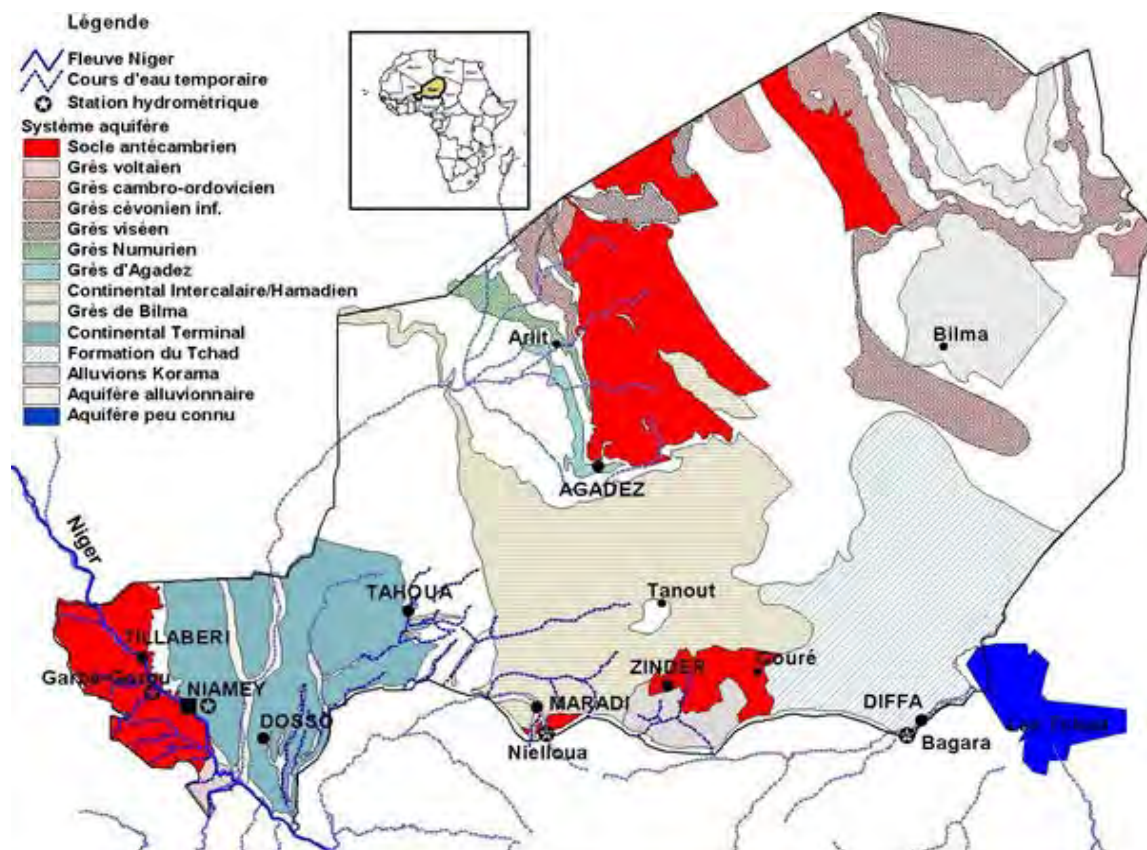 Légende
Fleuve Niger
Cours d'eau temporaire
Station hydrométrique
Système aquifère
Socle antécambrien
Grès voltaien
Grès cambro-ordovicien
Grès cévonien inf.
Grès viséen
Grès Numurien
Grès d'Agadez
Continental Intercalaire/Hamadien
Grès de Bilma
Continental Terminal
Formation du Tchad
Alluvions Korama
Aquifère alluvionnaire
Aquifère peu connu
Arlit
Bilma
AGADEZ
Niger
TAHOUA
Tanout
TILLABERI
ZINDER
Gouré
NIAMEY
MARADI
DIFFA
DOSSO
Nielloua
Bagara